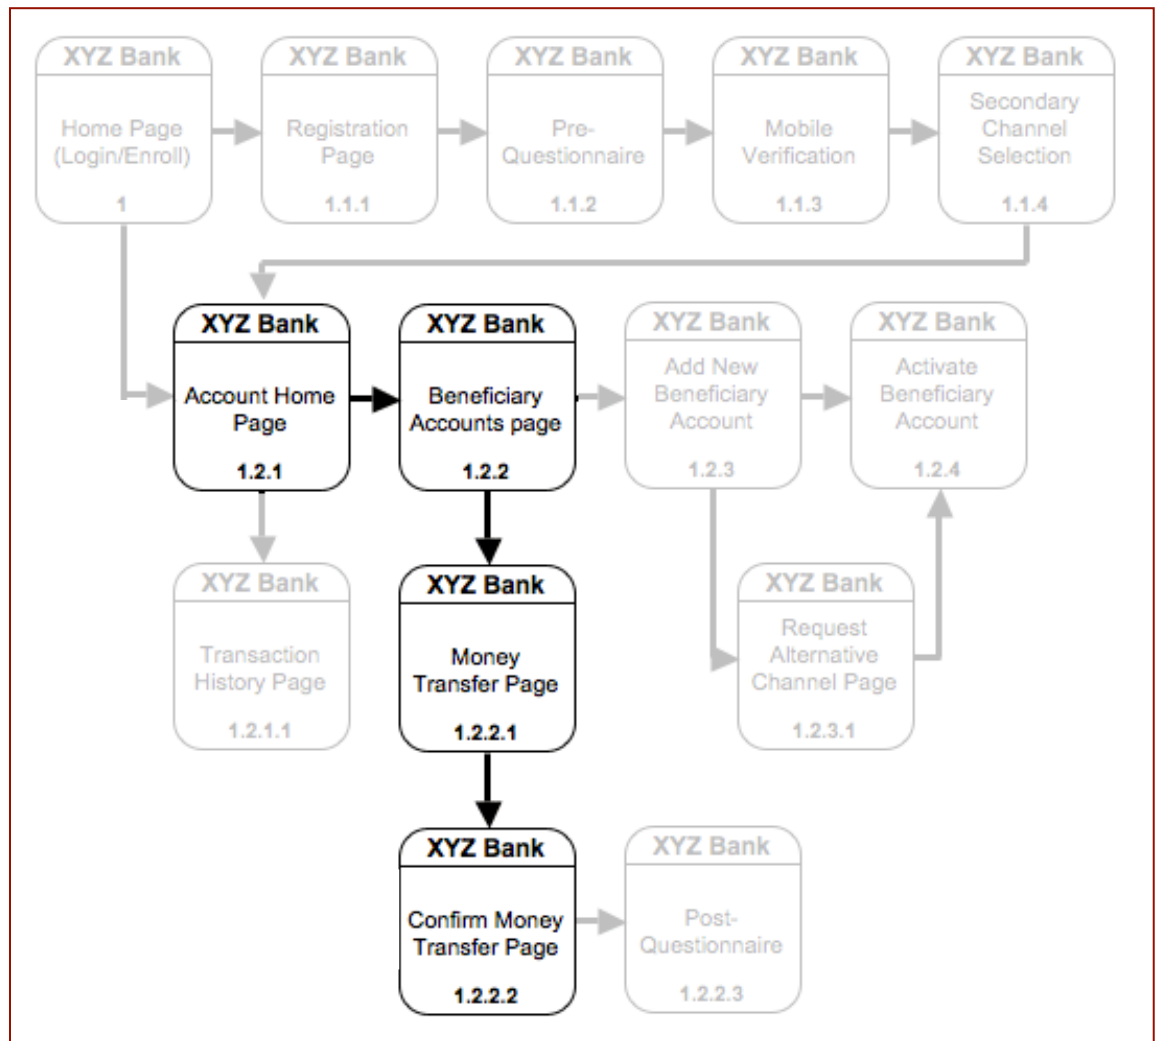 XYZ Bank
Home Page
(Login/Enroll)
1
XYZ Bank
Registration
Page
1.1.1
XYZ Bank
Pre-
Questionnaire
1.1.2
XYZ Bank
Mobile
Verification
1.1.3
XYZ Bank
Secondary
Channel
Selection
1.1.4
XYZ Bank
Account Home
Page
1.2.1
XYZ Bank
Beneficiary
Accounts page
1.2.2
XYZ Bank
Add New
Beneficiary
Account
1.2.3
XYZ Bank
Activate
Beneficiary
Account
1.2.4
XYZ Bank
Transaction
History Page
1.2.1.1
XYZ Bank
Money
Transfer Page
1.2.2.1
XYZ Bank
Request
Alternative
Channel Page
1.2.3.1
XYZ Bank
Confirm Money
Transfer Page
1.2.2.2
XYZ Bank
Post-
Questionnaire
1.2.2.3